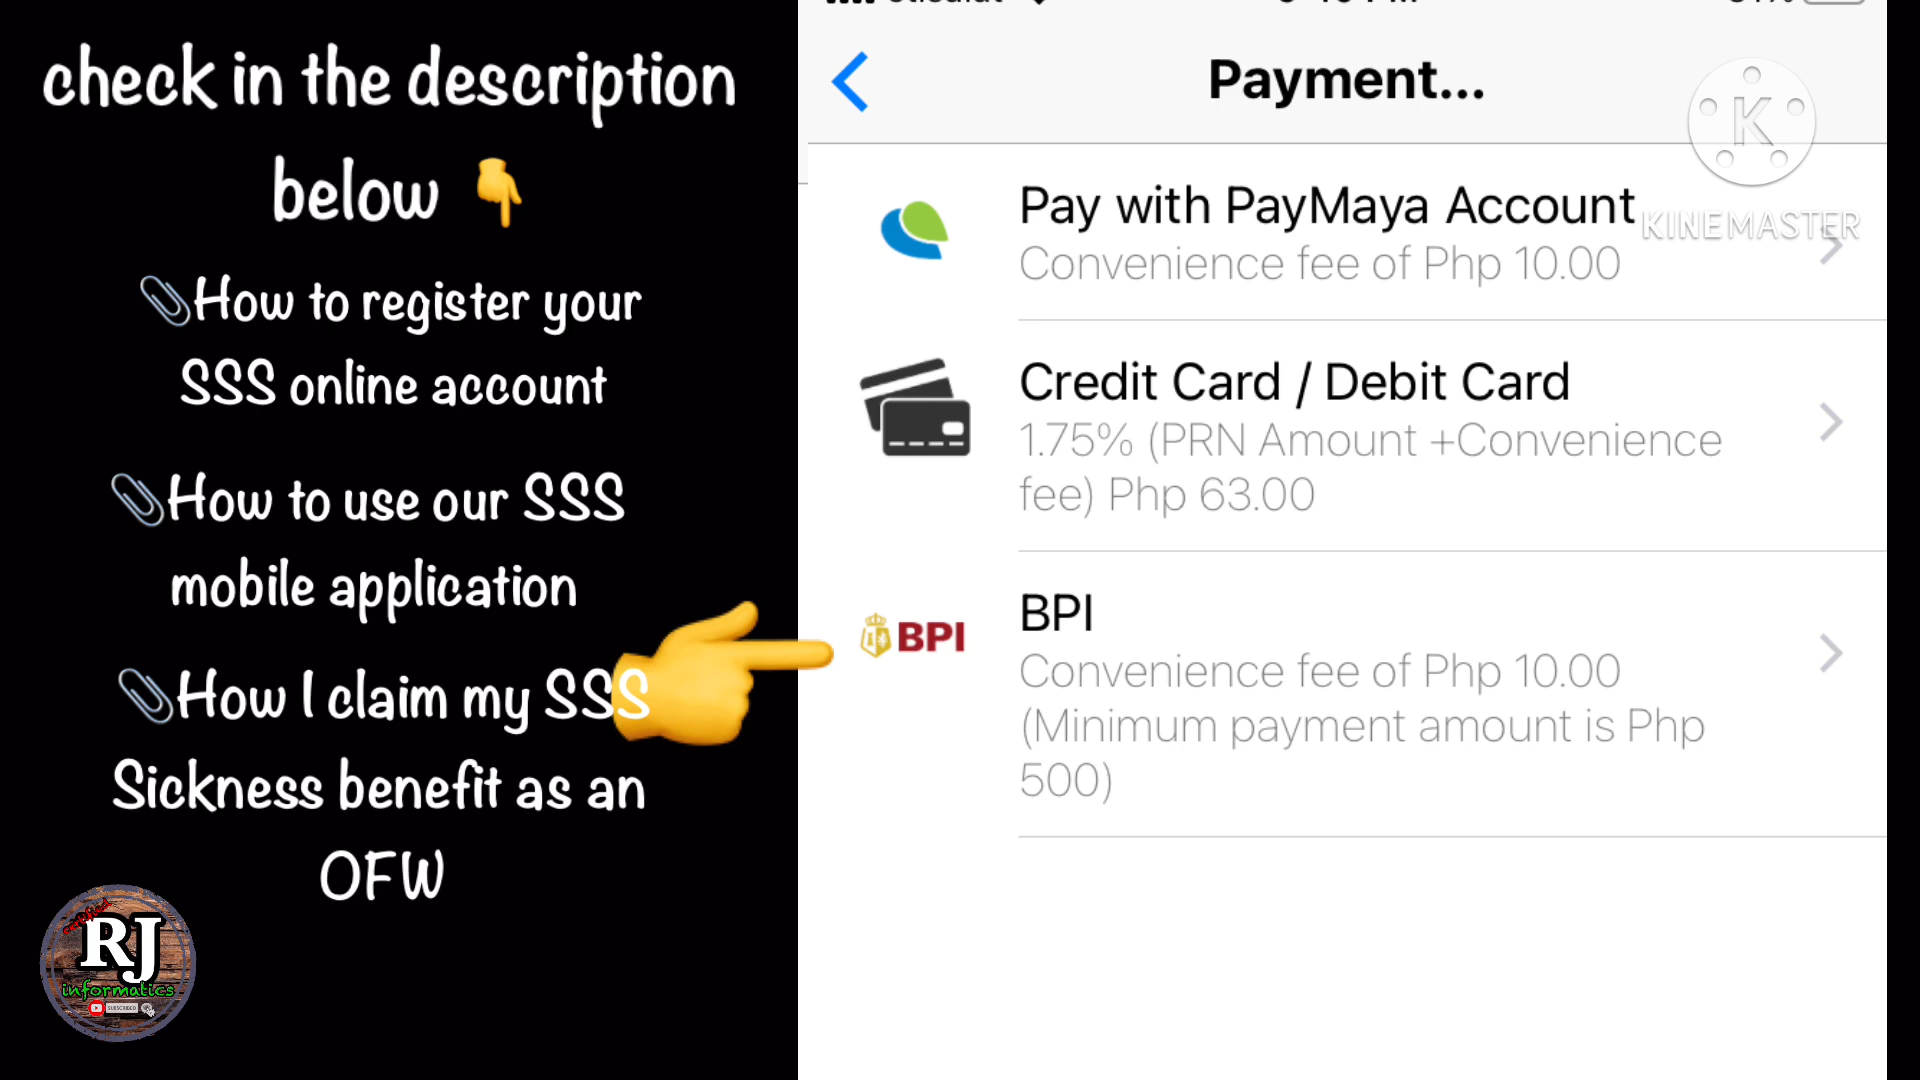 check in the description
below 👇
📎How to register your
SSS online account
📎How to use our SSS
mobile application
📎How I claim my SSS
Sickness benefit as an
OFW
certified
RJ
informatics
SUBSCRIBED
Payment...
K
KINEMASTER
Pay with PayMaya Account
Convenience fee of Php 10.00
Credit Card / Debit Card
1.75% (PRN Amount +Convenience
fee) Php 63.00
BPI
BPI
Convenience fee of Php 10.00
(Minimum payment amount is Php
500)